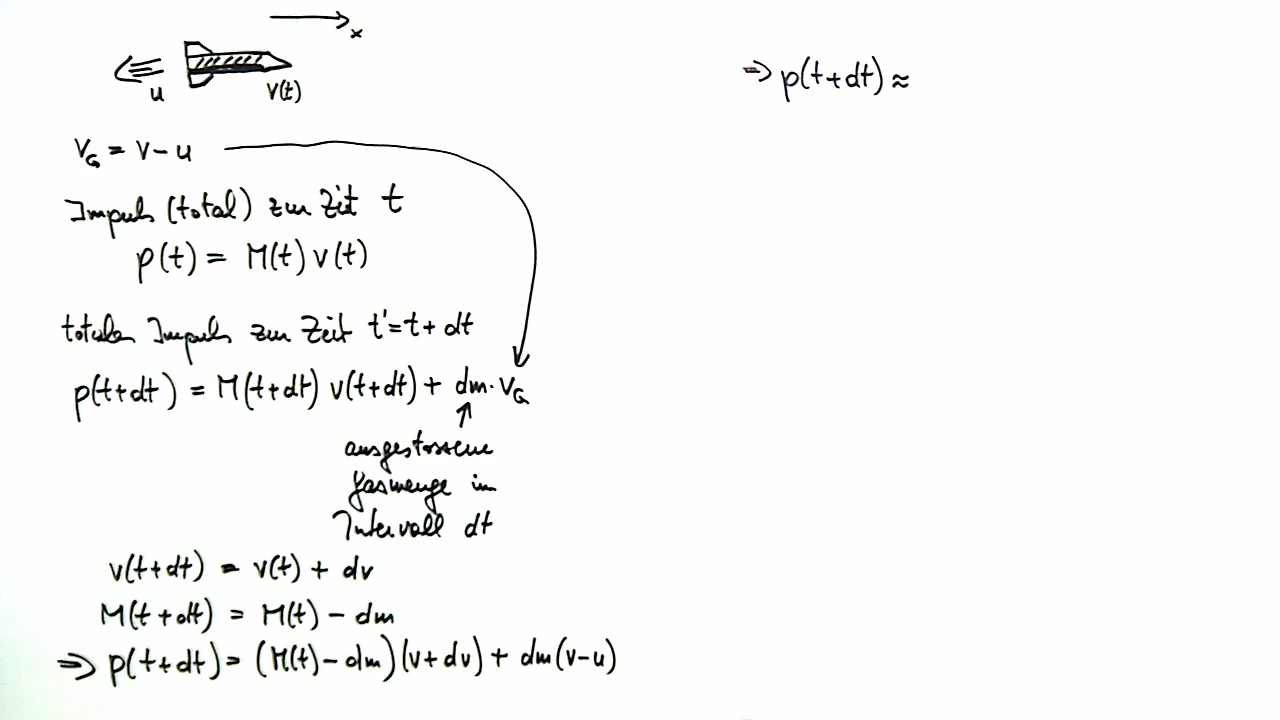 x
u
v(t)
v_G = v - u
Impuls (total) zur Zeit t
p(t) = M(t) v(t)
totaler Impuls zur Zeit t' = t + dt
p(t+dt) = M(t+dt) v(t+dt) + dm · v_G
ausgestossene
Gasmenge im
Intervall dt
v(t+dt) = v(t) + dv
M(t+dt) = M(t) - dm
⇒ p(t+dt) = (M(t) - dm)(v+dv) + dm(v-u)
⇒ p(t+dt) ≈